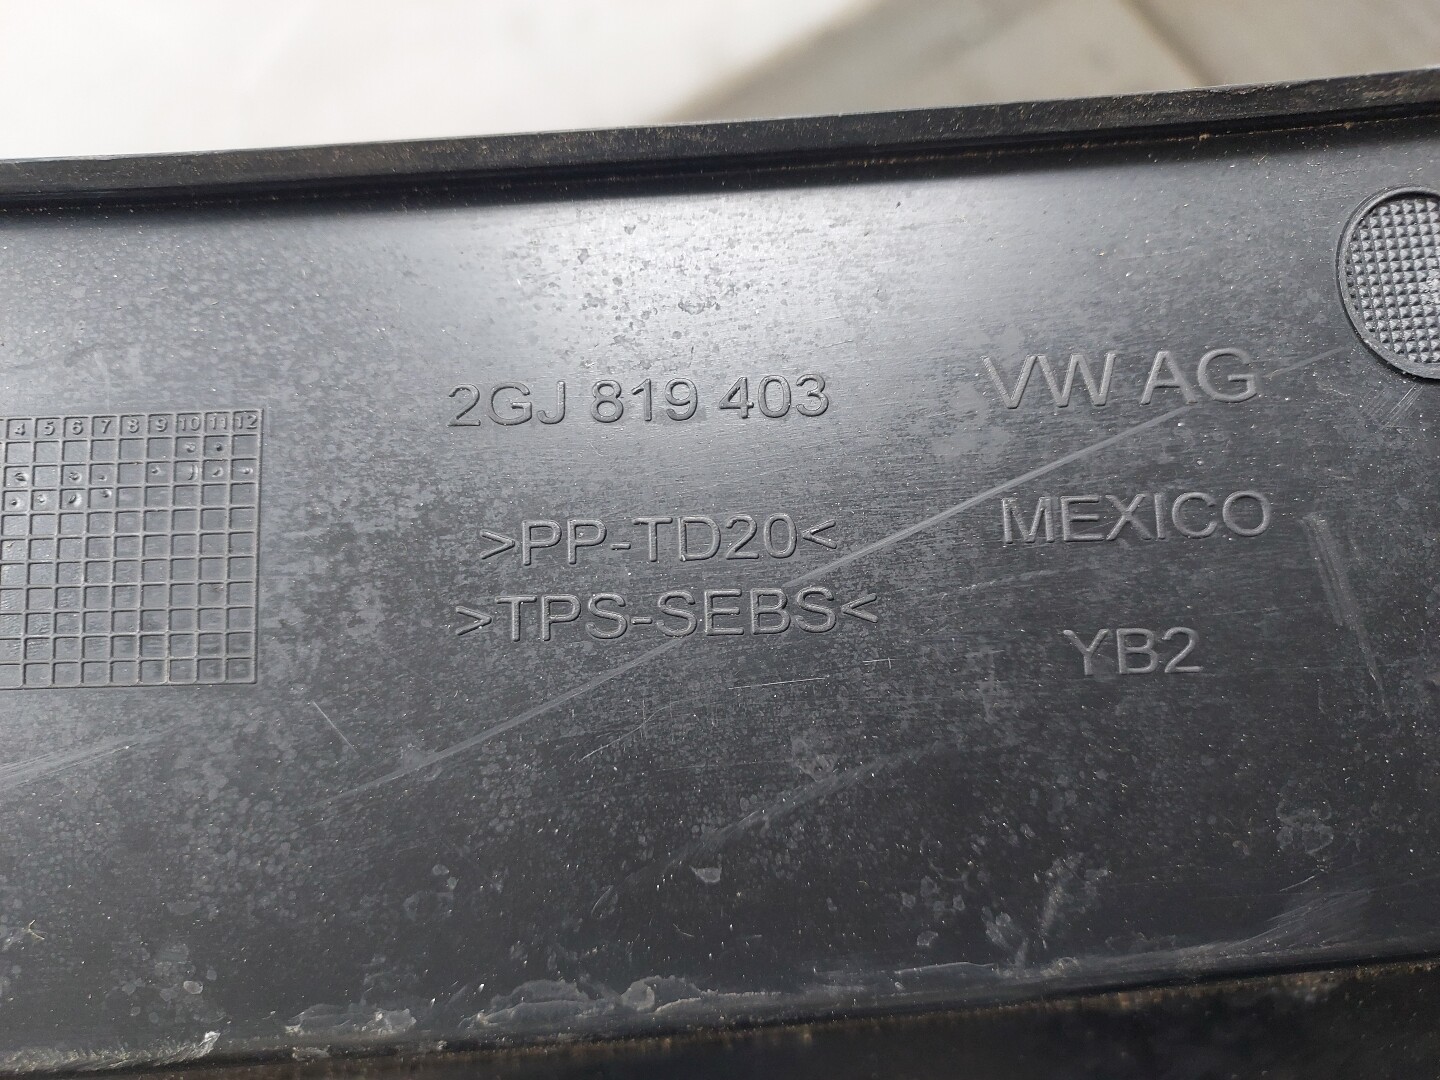 2GJ 819 403
VW AG
4 5 6 7 8 9 10 11 12
>PP-TD20<
MEXICO
>TPS-SEBS<
YB2